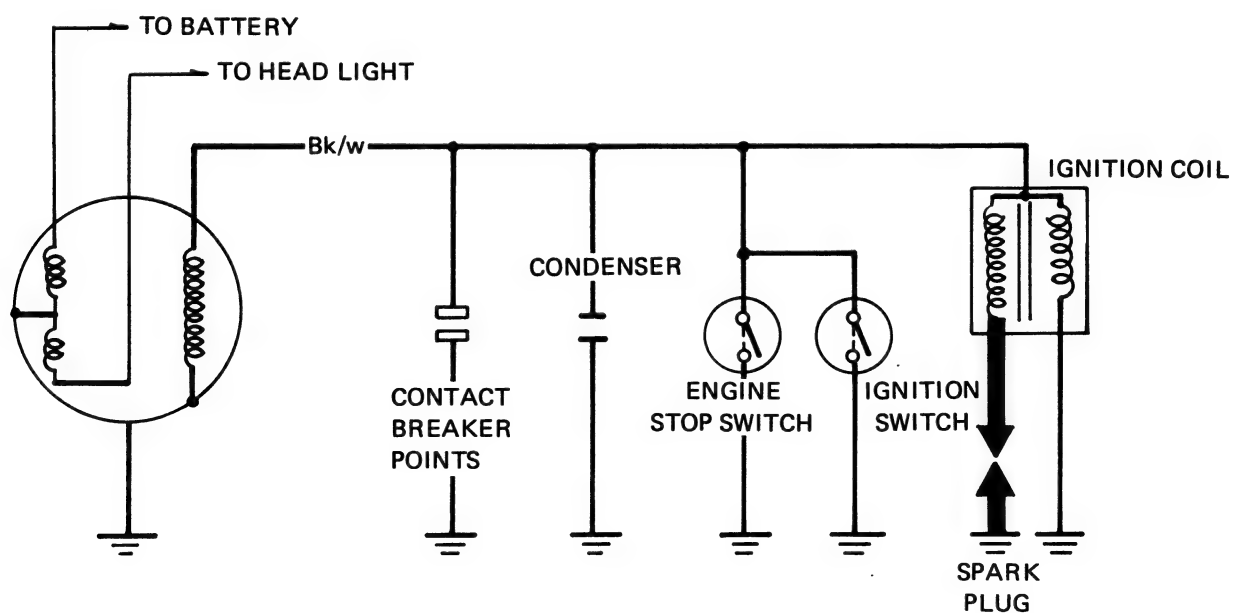 TO BATTERY
TO HEAD LIGHT
Bk/w
IGNITION COIL
CONDENSER
CONTACT
BREAKER
POINTS
ENGINE
STOP SWITCH
IGNITION
SWITCH
SPARK
PLUG